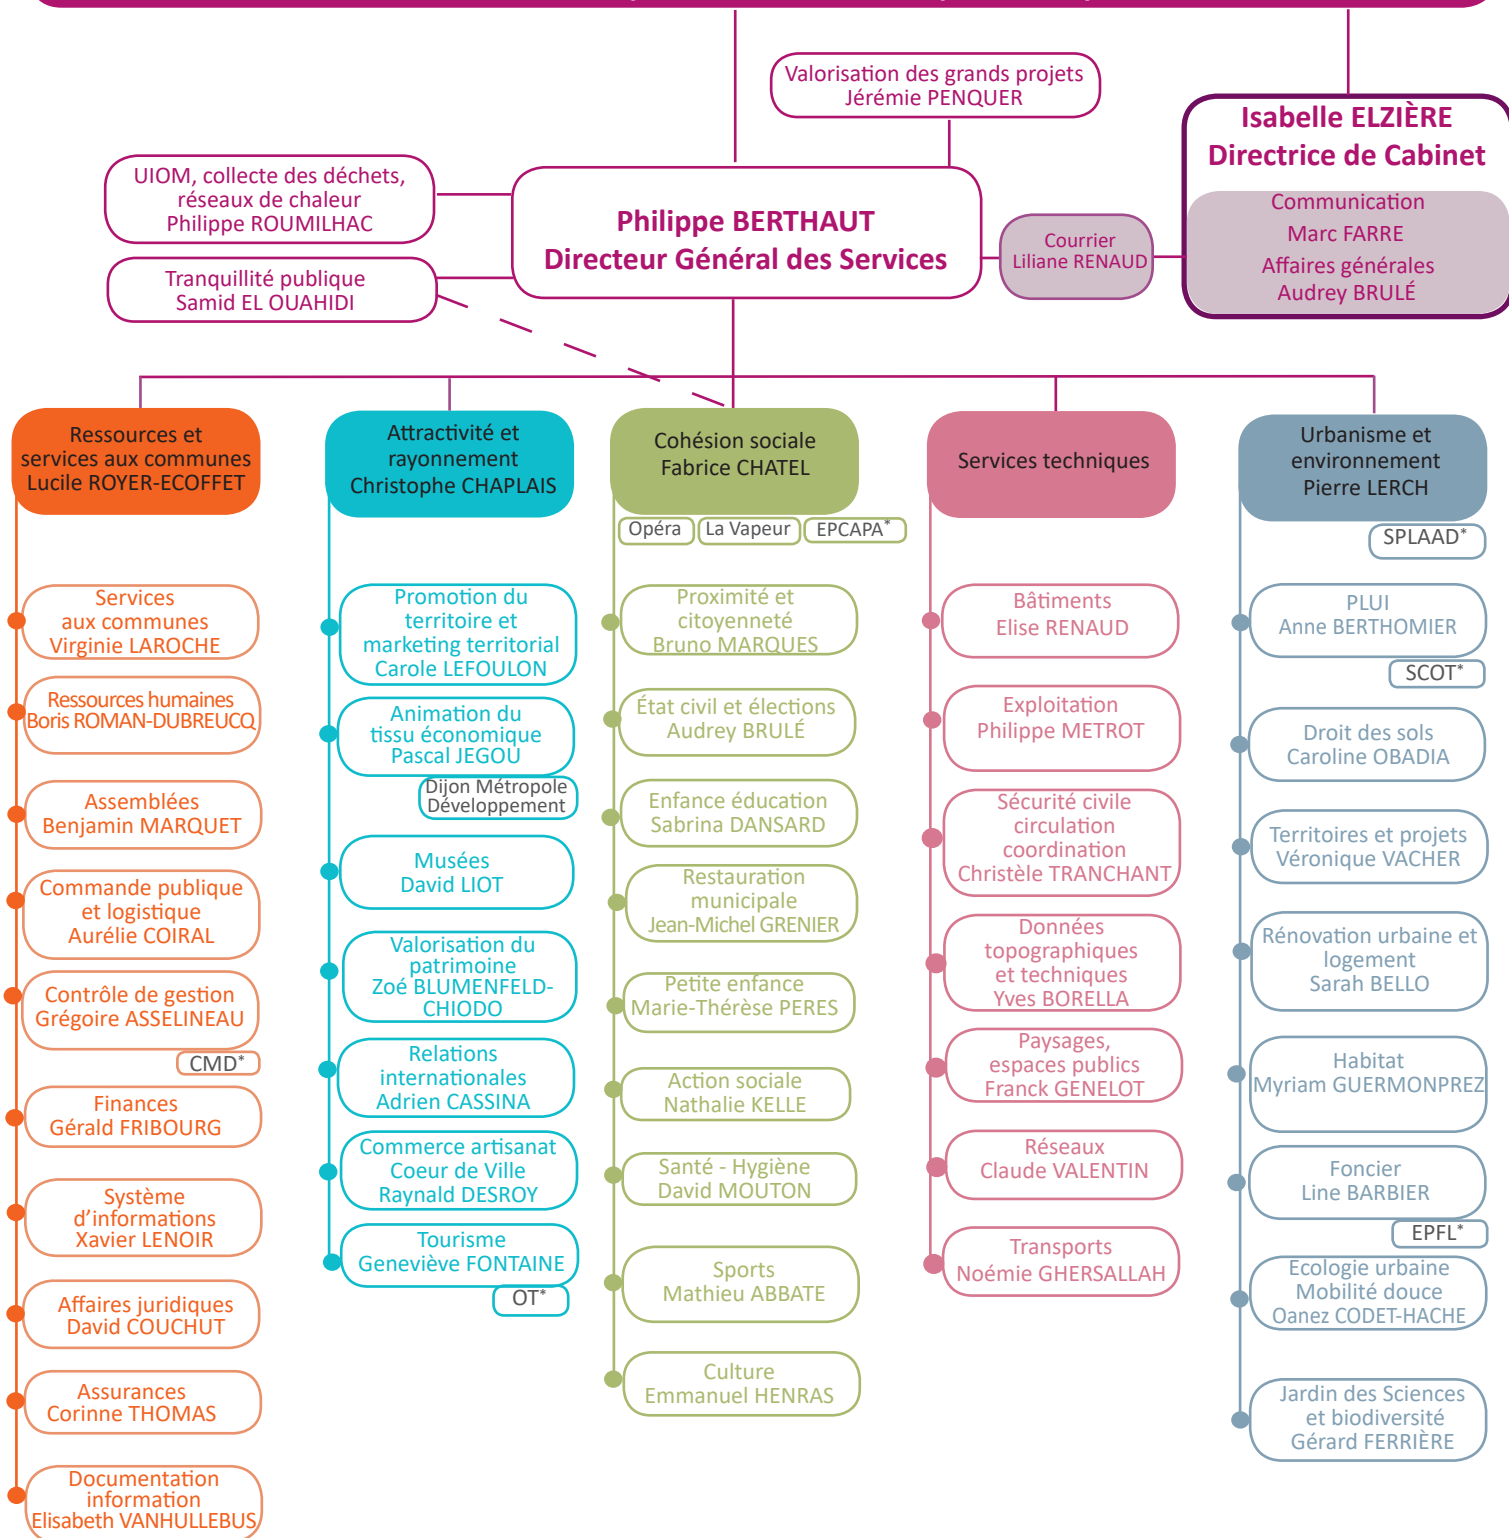 Valorisation des grands projets
Jérémie PENQUER
Isabelle ELZIÈRE
Directrice de Cabinet
Communication
Marc FARRE
Affaires générales
Audrey BRULÉ
UIOM, collecte des déchets,
réseaux de chaleur
Philippe ROUMILHAC
Philippe BERTHAUT
Directeur Général des Services
Courrier
Liliane RENAUD
Tranquillité publique
Samid EL OUAHIDI
Ressources et
services aux communes
Lucile ROYER-ECOFFET
Services
aux communes
Virginie LAROCHE
Ressources humaines
Boris ROMAN-DUBREUCQ
Assemblées
Benjamin MARQUET
Commande publique
et logistique
Aurélie COIRAL
Contrôle de gestion
Grégoire ASSELINEAU
CMD*
Finances
Gérald FRIBOURG
Système
d’informations
Xavier LENOIR
Affaires juridiques
David COUCHUT
Assurances
Corinne THOMAS
Documentation
information
Elisabeth VANHULLEBUS
Attractivité et
rayonnement
Christophe CHAPLAIS
Promotion du
territoire et
marketing territorial
Carole LEFOULON
Animation du
tissu économique
Pascal JEGOU
Dijon Métropole
Développement
Musées
David LIOT
Valorisation du
patrimoine
Zoé BLUMENFELD-
CHIODO
Relations
internationales
Adrien CASSINA
Commerce artisanat
Coeur de Ville
Raynald DESROY
Tourisme
Geneviève FONTAINE
OT*
Cohésion sociale
Fabrice CHATEL
Opéra
La Vapeur
EPCAPA*
Proximité et
citoyenneté
Bruno MARQUES
État civil et élections
Audrey BRULÉ
Enfance éducation
Sabrina DANSARD
Restauration
municipale
Jean-Michel GRENIER
Petite enfance
Marie-Thérèse PERES
Action sociale
Nathalie KELLE
Santé - Hygiène
David MOUTON
Sports
Mathieu ABBATE
Culture
Emmanuel HENRAS
Services techniques
Bâtiments
Elise RENAUD
Exploitation
Philippe METROT
Sécurité civile
circulation
coordination
Christèle TRANCHANT
Données
topographiques
et techniques
Yves BORELLA
Paysages,
espaces publics
Franck GENELOT
Réseaux
Claude VALENTIN
Transports
Noémie GHERSALLAH
Urbanisme et
environnement
Pierre LERCH
SPLAAD*
PLUI
Anne BERTHOMIER
SCOT*
Droit des sols
Caroline OBADIA
Territoires et projets
Véronique VACHER
Rénovation urbaine et
logement
Sarah BELLO
Habitat
Myriam GUERMONPREZ
Foncier
Line BARBIER
EPFL*
Ecologie urbaine
Mobilité douce
Oanez CODET-HACHE
Jardin des Sciences
et biodiversité
Gérard FERRIÈRE